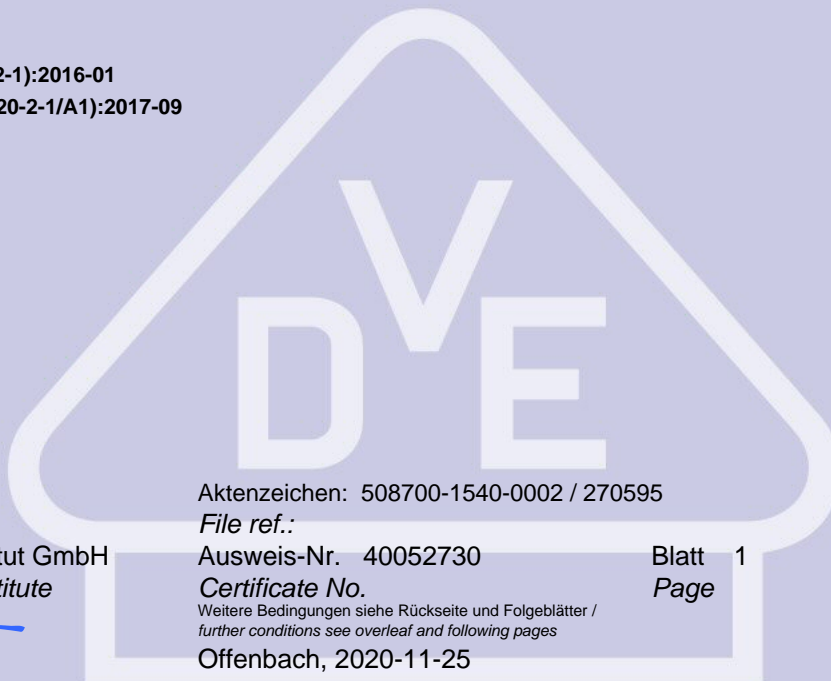 2-1):2016-01
20-2-1/A1):2017-09
VDE
Aktenzeichen: 508700-1540-0002 / 270595
File ref.:
tut GmbH Ausweis-Nr. 40052730 Blatt 1
titute Certificate No. Page
Weitere Bedingungen siehe Rückseite und Folgeblätter /
further conditions see overleaf and following pages
Offenbach, 2020-11-25